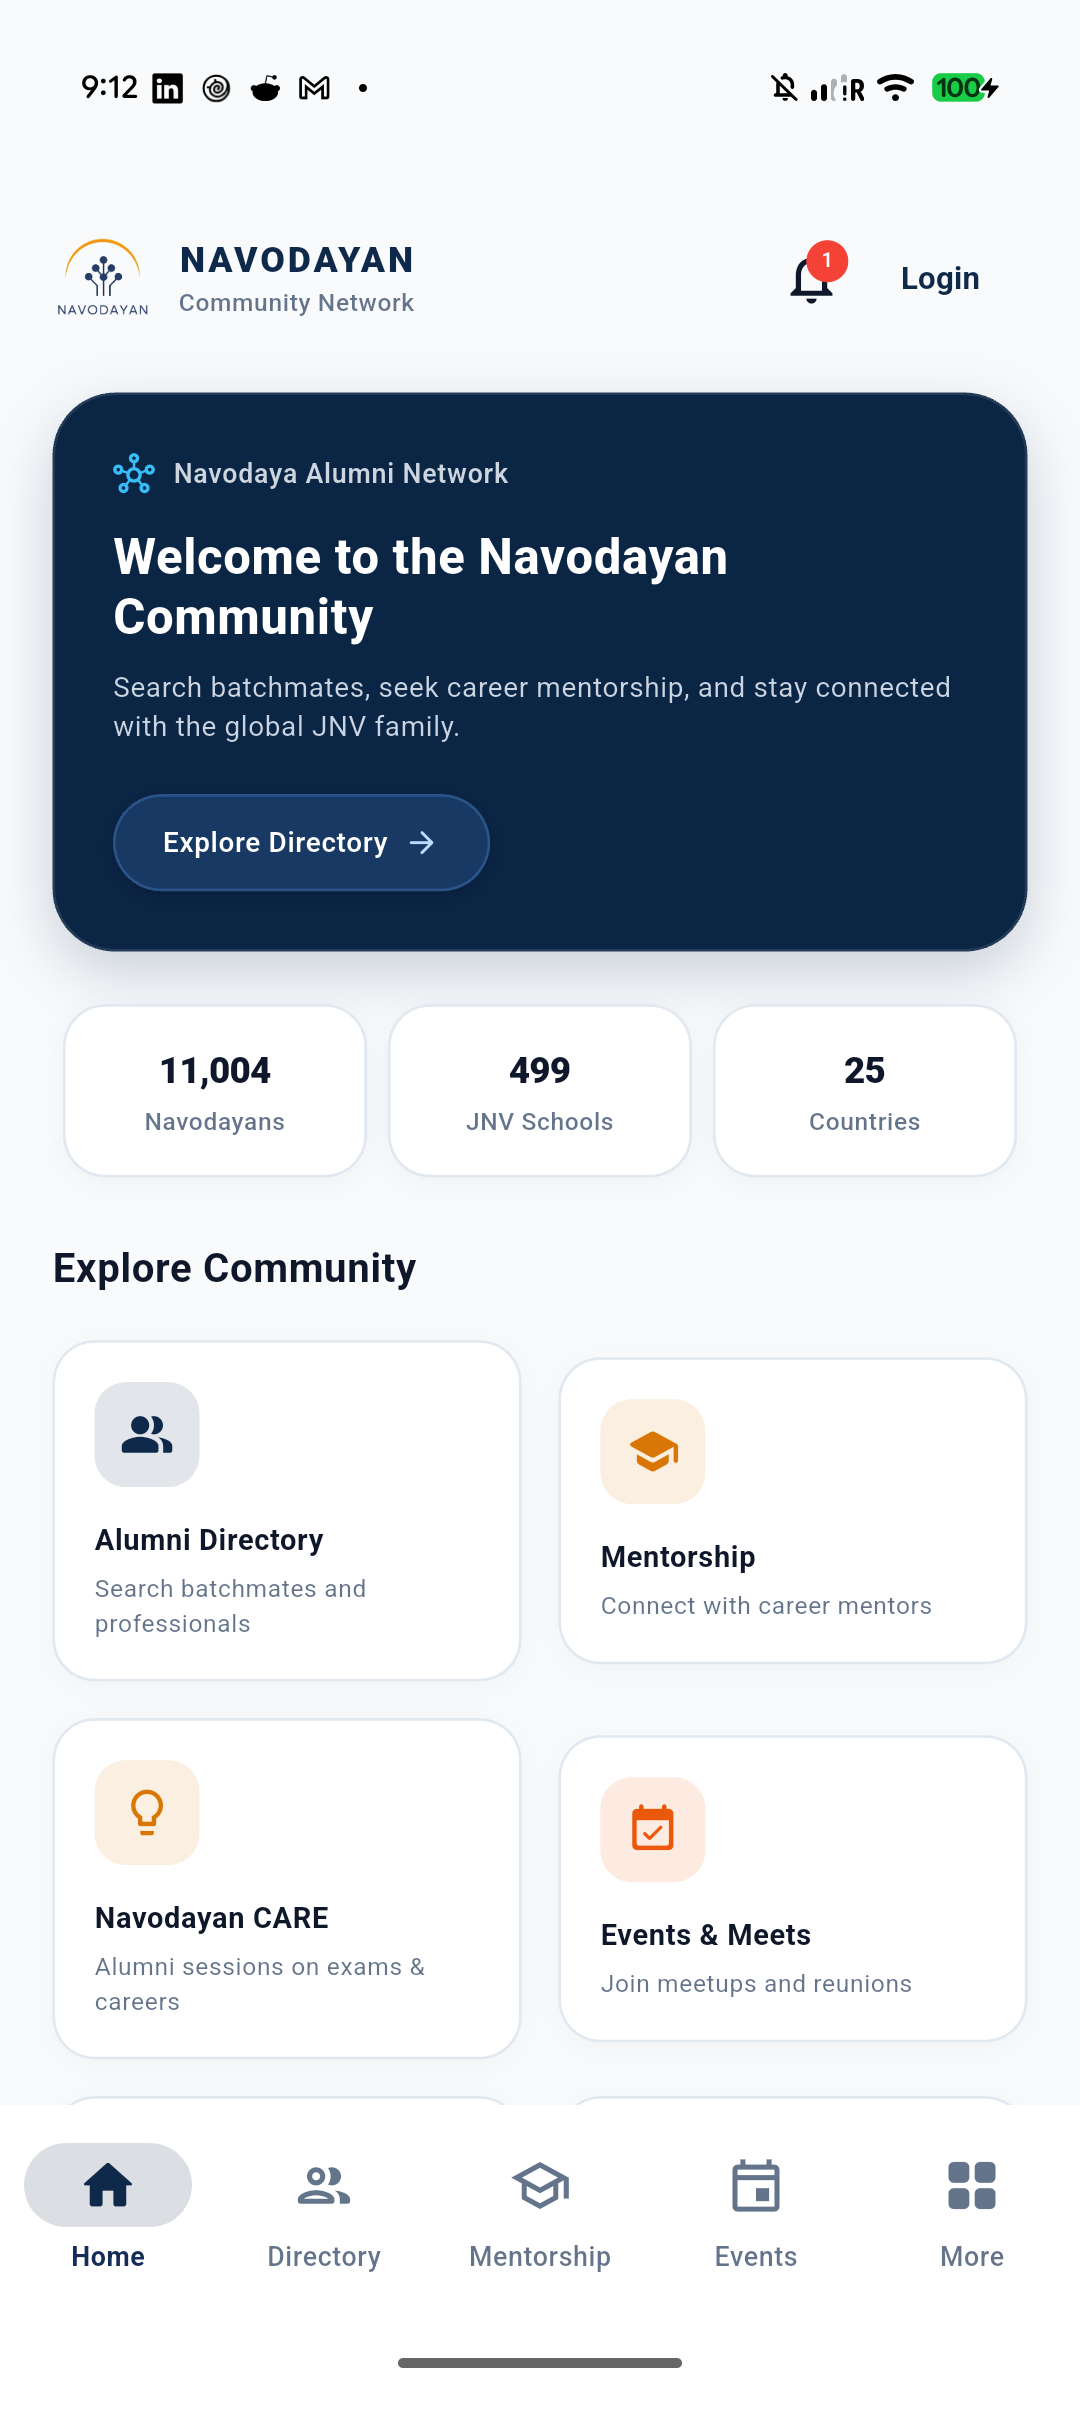 9:12
R
100
NAVODAYAN
NAVODAYAN
Community Network
1
Login
Navodaya Alumni Network
Welcome to the Navodayan
Community
Search batchmates, seek career mentorship, and stay connected
with the global JNV family.
Explore Directory
11,004
499
25
Navodayans
JNV Schools
Countries
Explore Community
Alumni Directory
Search batchmates and
professionals
Mentorship
Connect with career mentors
Navodayan CARE
Alumni sessions on exams &
careers
Events & Meets
Join meetups and reunions
Home
Directory
Mentorship
Events
More